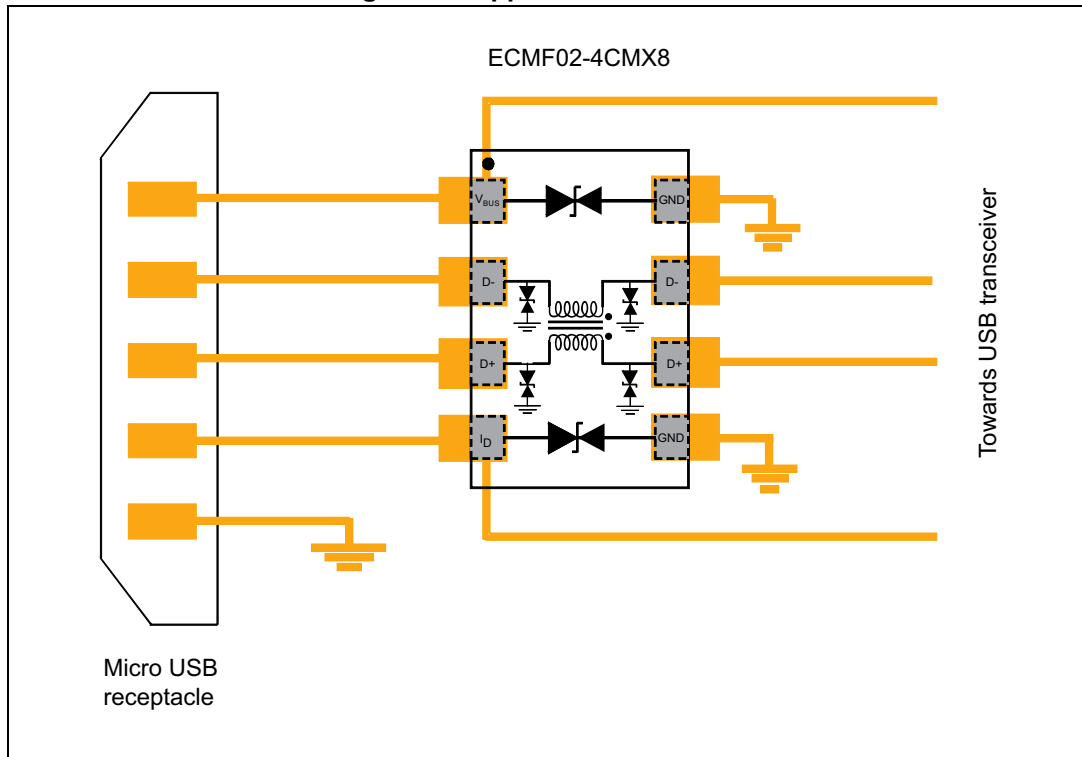 ECMF02-4CMX8
VBUS
GND
D-
D-
D+
D+
ID
GND
Towards USB transceiver
Micro USB
receptacle